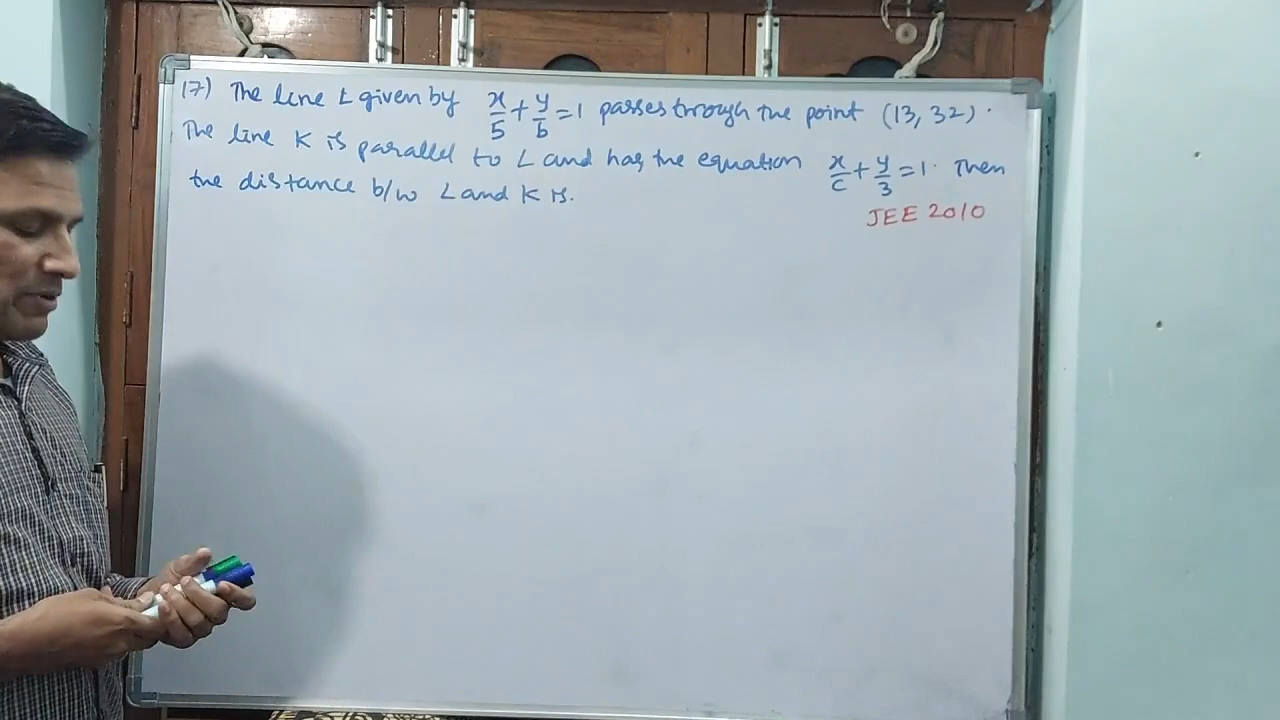 17) The line L given by x/5 + y/b = 1 passes through the point (13, 32).
The line K is parallel to L and has the equation x/c + y/3 = 1. Then
the distance b/w L and K is.
JEE 2010